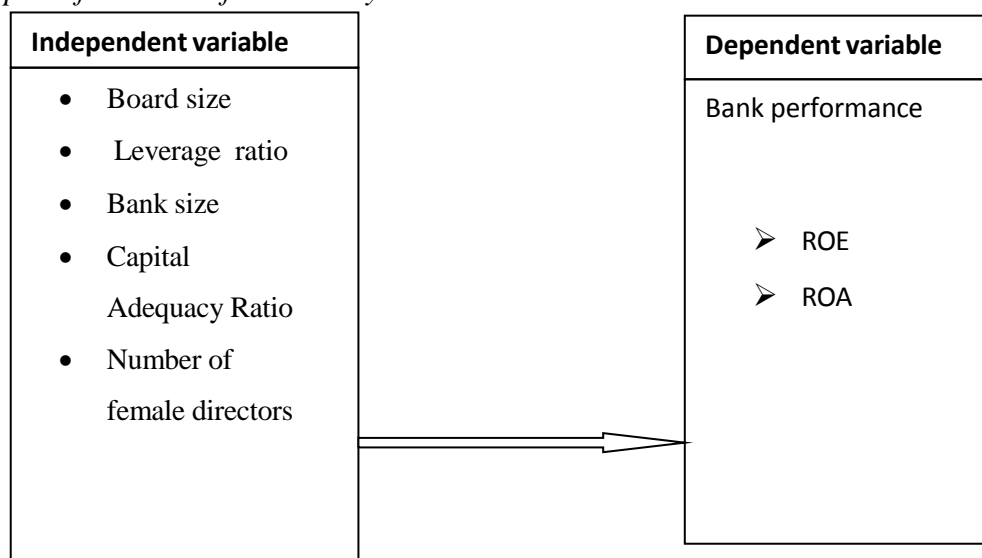 Independent variable
• Board size
• Leverage ratio
• Bank size
• Capital
Adequacy Ratio
• Number of
female directors
Dependent variable
Bank performance
➢ ROE
➢ ROA